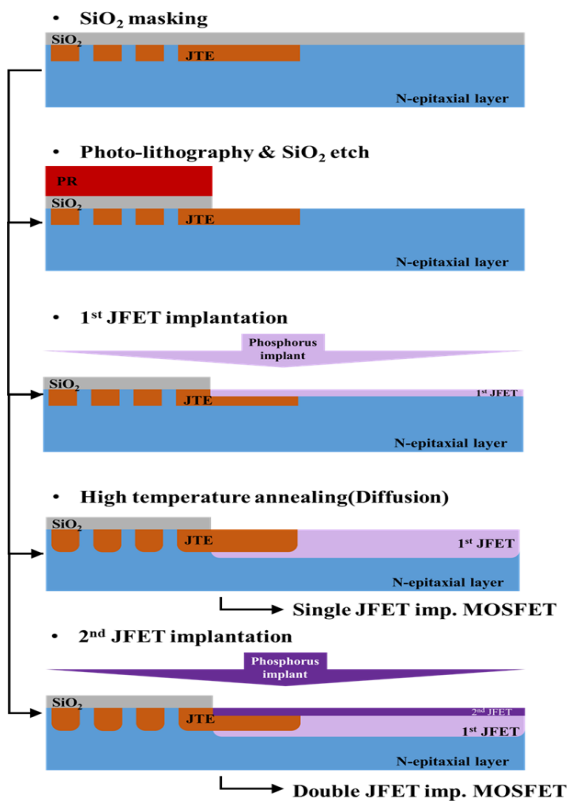 • SiO₂ masking
SiO₂
JTE
N-epitaxial layer
• Photo-lithography & SiO₂ etch
PR
SiO₂
JTE
N-epitaxial layer
• 1ˢᵗ JFET implantation
Phosphorus
implant
SiO₂
1ˢᵗ JFET
JTE
N-epitaxial layer
• High temperature annealing(Diffusion)
SiO₂
JTE
1ˢᵗ JFET
N-epitaxial layer
Single JFET imp. MOSFET
• 2ⁿᵈ JFET implantation
Phosphorus
implant
SiO₂
2ⁿᵈ JFET
JTE
1ˢᵗ JFET
N-epitaxial layer
Double JFET imp. MOSFET